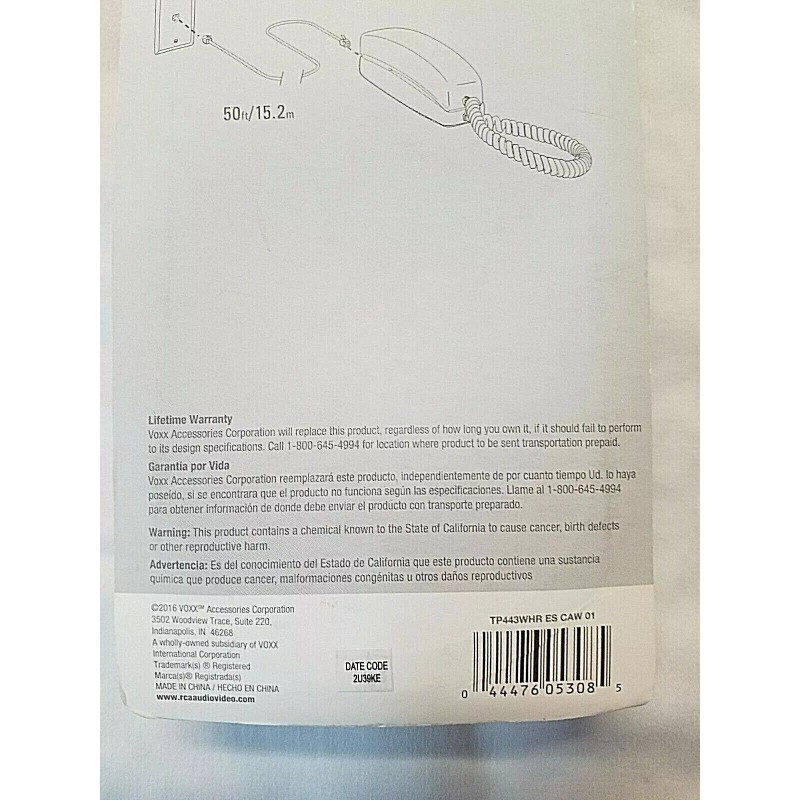 50ft/15.2m
Lifetime Warranty
Voxx Accessories Corporation will replace this product, regardless of how long you own it, if it should fail to perform
to its design specifications. Call 1-800-645-4994 for location where product to be sent transportation prepaid.
Garantia por Vida
Voxx Accessories Corporation reemplazará este producto, independientemente de por cuanto tiempo Ud. lo haya
poseído, si se encontrara que el producto no funciona según las especificaciones. Llame al 1-800-645-4994
para obtener información de donde debe enviar el producto con transporte preparado.
Warning: This product contains a chemical known to the State of California to cause cancer, birth defects
or other reproductive harm.
Advertencia: Es del conocimiento del Estado de California que este producto contiene una sustancia
química que produce cancer, malformaciones congénitas u otros daños reproductivos
©2016 VOXX℠ Accessories Corporation
3502 Woodview Trace, Suite 220,
Indianapolis, IN 46268
A wholly-owned subsidiary of VOXX
International Corporation
Trademark(s) ® Registered
Marca(s)® Registrada(s)
MADE IN CHINA / HECHO EN CHINA
www.rcaaudiovideo.com
DATE CODE
2U39KE
TP443WHR ES CAW 01
0 44476 05308 5